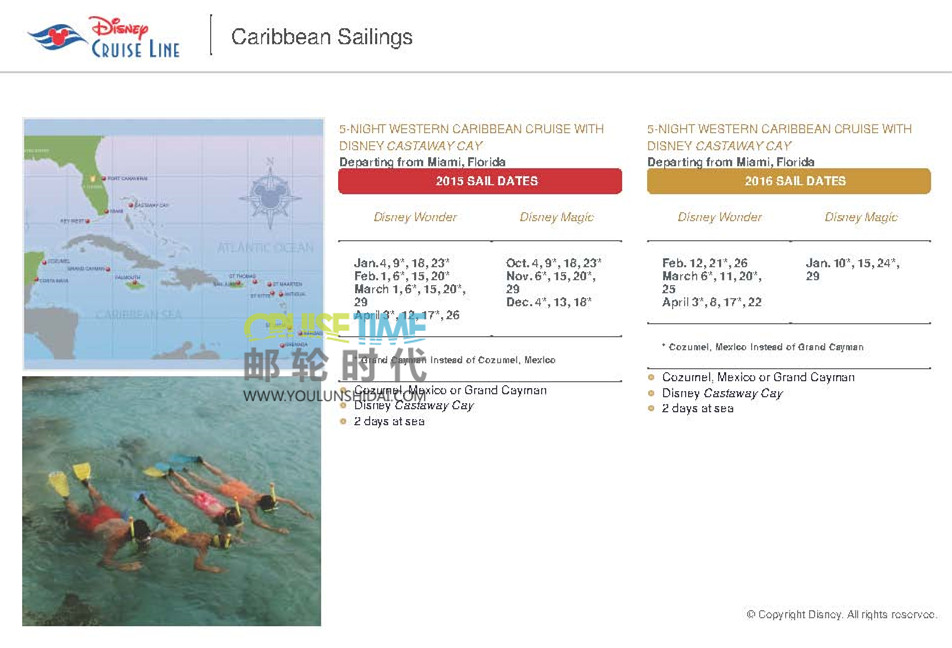 Disney
CRUISE LINE
Caribbean Sailings
N
PORT CANAVERAL
MIAMI
CASTAWAY CAY
KEY WEST
ATLANTIC OCEAN
COZUMEL
GRAND CAYMAN
FALMOUTH
COSTA MAYA
ST THOMAS
SAN JUAN
ST MAARTEN
ST KITTS
ANTIGUA
CARIBBEAN SEA
GRENADA
5-NIGHT WESTERN CARIBBEAN CRUISE WITH
DISNEY CASTAWAY CAY
Departing from Miami, Florida
2015 SAIL DATES
Disney Wonder
Disney Magic
Jan. 4, 9*, 18, 23*
Feb. 1, 6*, 15, 20*
March 1, 6*, 15, 20*,
29
April 3*, 12, 17*, 26
Oct. 4, 9*, 18, 23*
Nov. 6*, 15, 20*,
29
Dec. 4*, 13, 18*
* Grand Cayman Instead of Cozumel, Mexico
Cozumel, Mexico or Grand Cayman
Disney Castaway Cay
2 days at sea
CRUISETIME
邮轮时代
WWW.YOULUNSHIDAI.COM
5-NIGHT WESTERN CARIBBEAN CRUISE WITH
DISNEY CASTAWAY CAY
Departing from Miami, Florida
2016 SAIL DATES
Disney Wonder
Disney Magic
Feb. 12, 21*, 26
March 6*, 11, 20*,
25
April 3*, 8, 17*, 22
Jan. 10*, 15, 24*,
29
* Cozumel, Mexico Instead of Grand Cayman
Cozumel, Mexico or Grand Cayman
Disney Castaway Cay
2 days at sea
© Copyright Disney. All rights reserved.